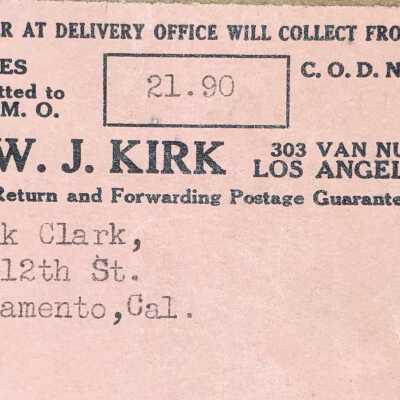 R AT DELIVERY OFFICE WILL COLLECT FRO
ES
tted to
M. O.
21.90
C. O. D. N
W. J. KIRK
303 VAN NU
LOS ANGEL
Return and Forwarding Postage Guarante
k Clark,
12th St.
amento, Cal.